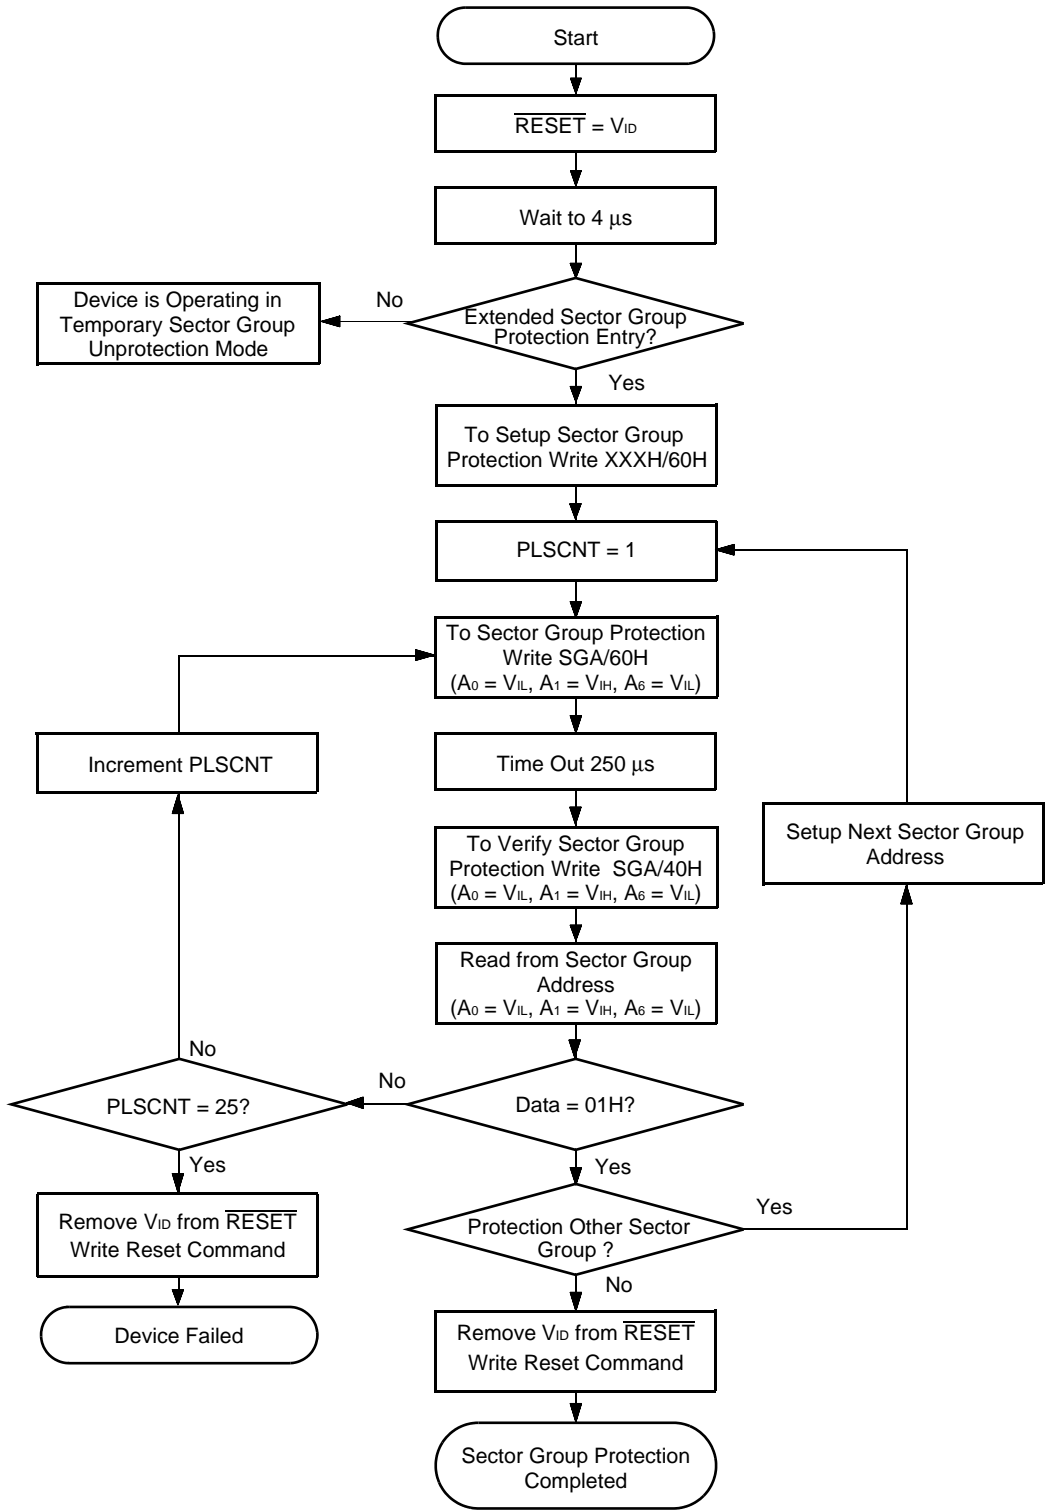 Start
RESET = VID
Wait to 4 µs
Device is Operating in
Temporary Sector Group
Unprotection Mode
No
Extended Sector Group
Protection Entry?
Yes
To Setup Sector Group
Protection Write XXXH/60H
PLSCNT = 1
To Sector Group Protection
Write SGA/60H
(A0 = VIL, A1 = VIH, A6 = VIL)
Increment PLSCNT
Time Out 250 µs
Setup Next Sector Group
Address
To Verify Sector Group
Protection Write SGA/40H
(A0 = VIL, A1 = VIH, A6 = VIL)
Read from Sector Group
Address
(A0 = VIL, A1 = VIH, A6 = VIL)
No
PLSCNT = 25?
No
Data = 01H?
Yes
Yes
Remove VID from RESET
Write Reset Command
Protection Other Sector
Group ?
Yes
No
Device Failed
Remove VID from RESET
Write Reset Command
Sector Group Protection
Completed